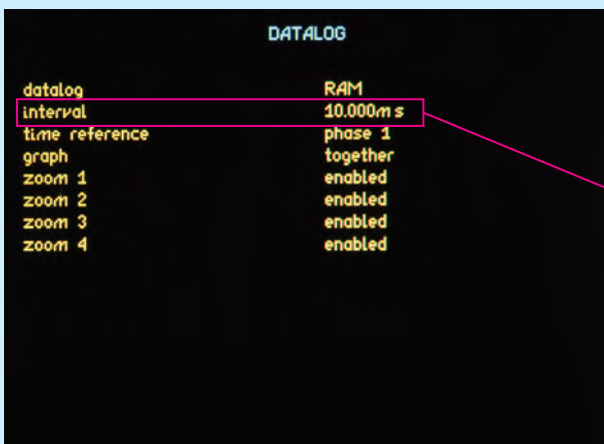 DATALOG
datalog RAM
interval 10.000m s
time reference phase 1
graph together
zoom 1 enabled
zoom 2 enabled
zoom 3 enabled
zoom 4 enabled